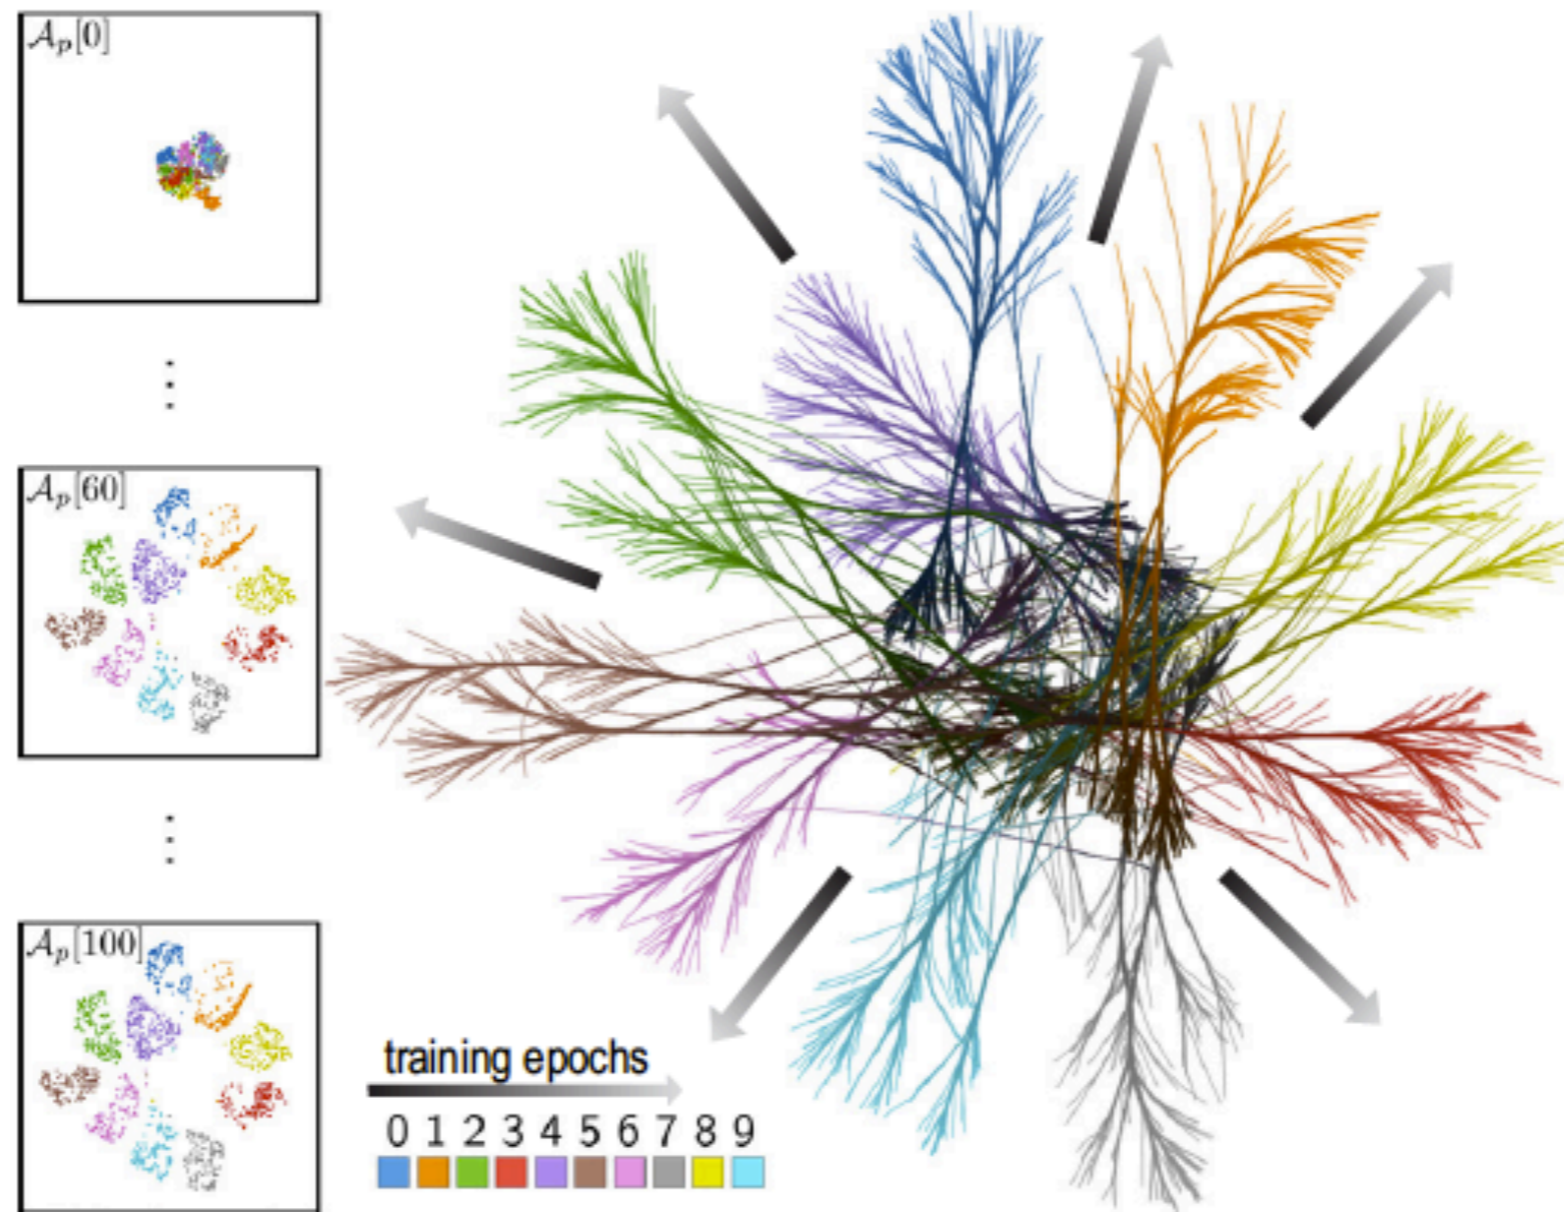 𝒜ₚ[0]
⋮
𝒜ₚ[60]
⋮
𝒜ₚ[100]
training epochs
0 1 2 3 4 5 6 7 8 9